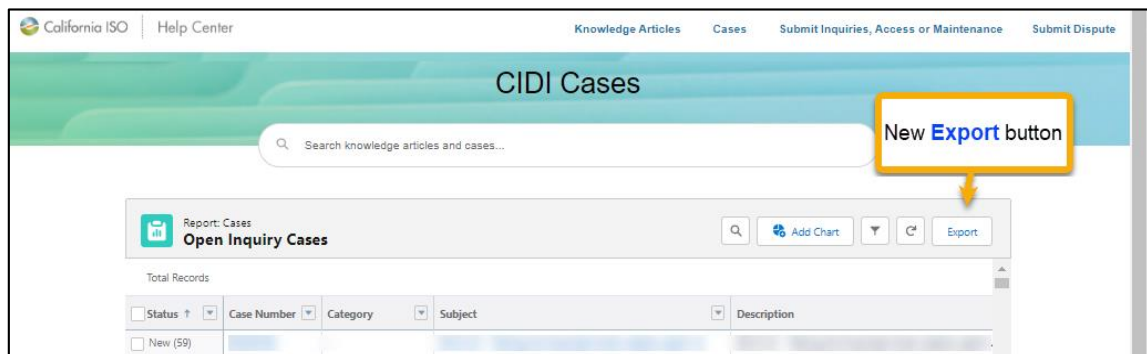 California ISO Help Center Knowledge Articles Cases Submit Inquiries, Access or Maintenance Submit Dispute
CIDI Cases
New Export button
Search knowledge articles and cases...
Report: Cases
Open Inquiry Cases
Add Chart
Export
Total Records
Status ↑ Case Number Category Subject Description
New (59)